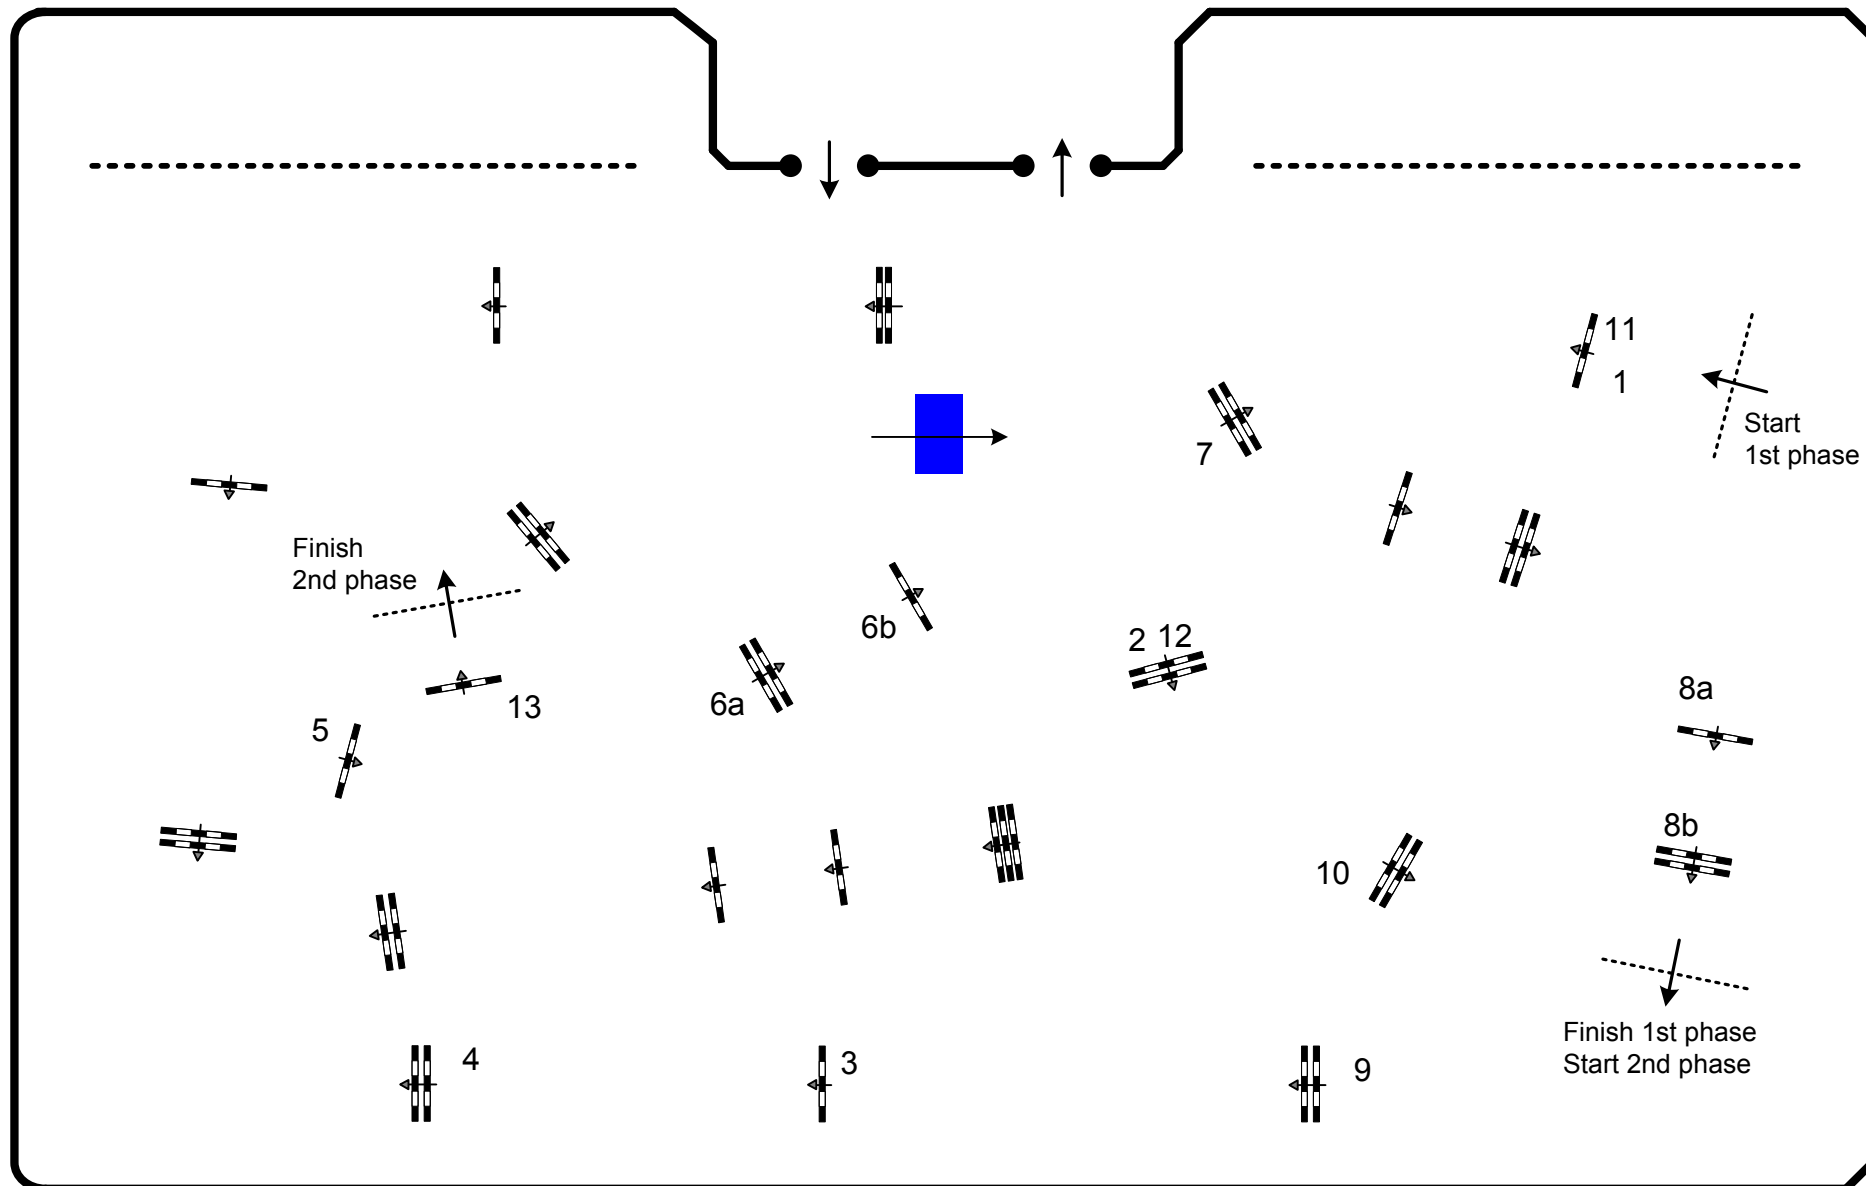 11
1
Start
1st phase
7
Finish
2nd phase
6b
2 12
6a
13
8a
5
8b
10
4
3
9
Finish 1st phase
Start 2nd phase